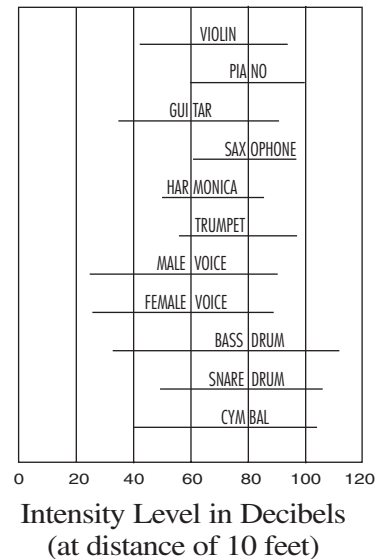 VIOLIN
PIANO
GUITAR
SAXOPHONE
HARMONICA
TRUMPET
MALE VOICE
FEMALE VOICE
BASS DRUM
SNARE DRUM
CYMBAL
0 20 40 60 80 100 120
Intensity Level in Decibels
(at distance of 10 feet)